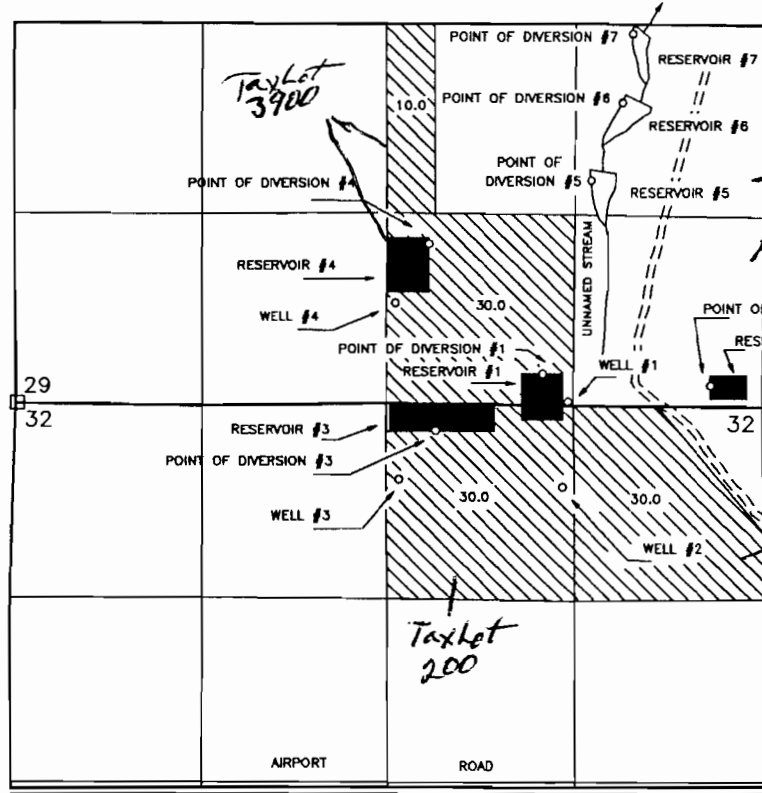 POINT OF DIVERSION #7
RESERVOIR #7
Tax Lot
3900
10.0
POINT OF DIVERSION #6
RESERVOIR #6
POINT OF
DIVERSION #5
POINT OF DIVERSION #4
RESERVOIR #5
RESERVOIR #4
UNNAMED STREAM
WELL #4
30.0
POINT O
POINT OF DIVERSION #1
RES
RESERVOIR #1
WELL #1
29
32
32
RESERVOIR #3
POINT OF DIVERSION #3
30.0
30.0
WELL #3
WELL #2
Tax Lot
200
AIRPORT
ROAD